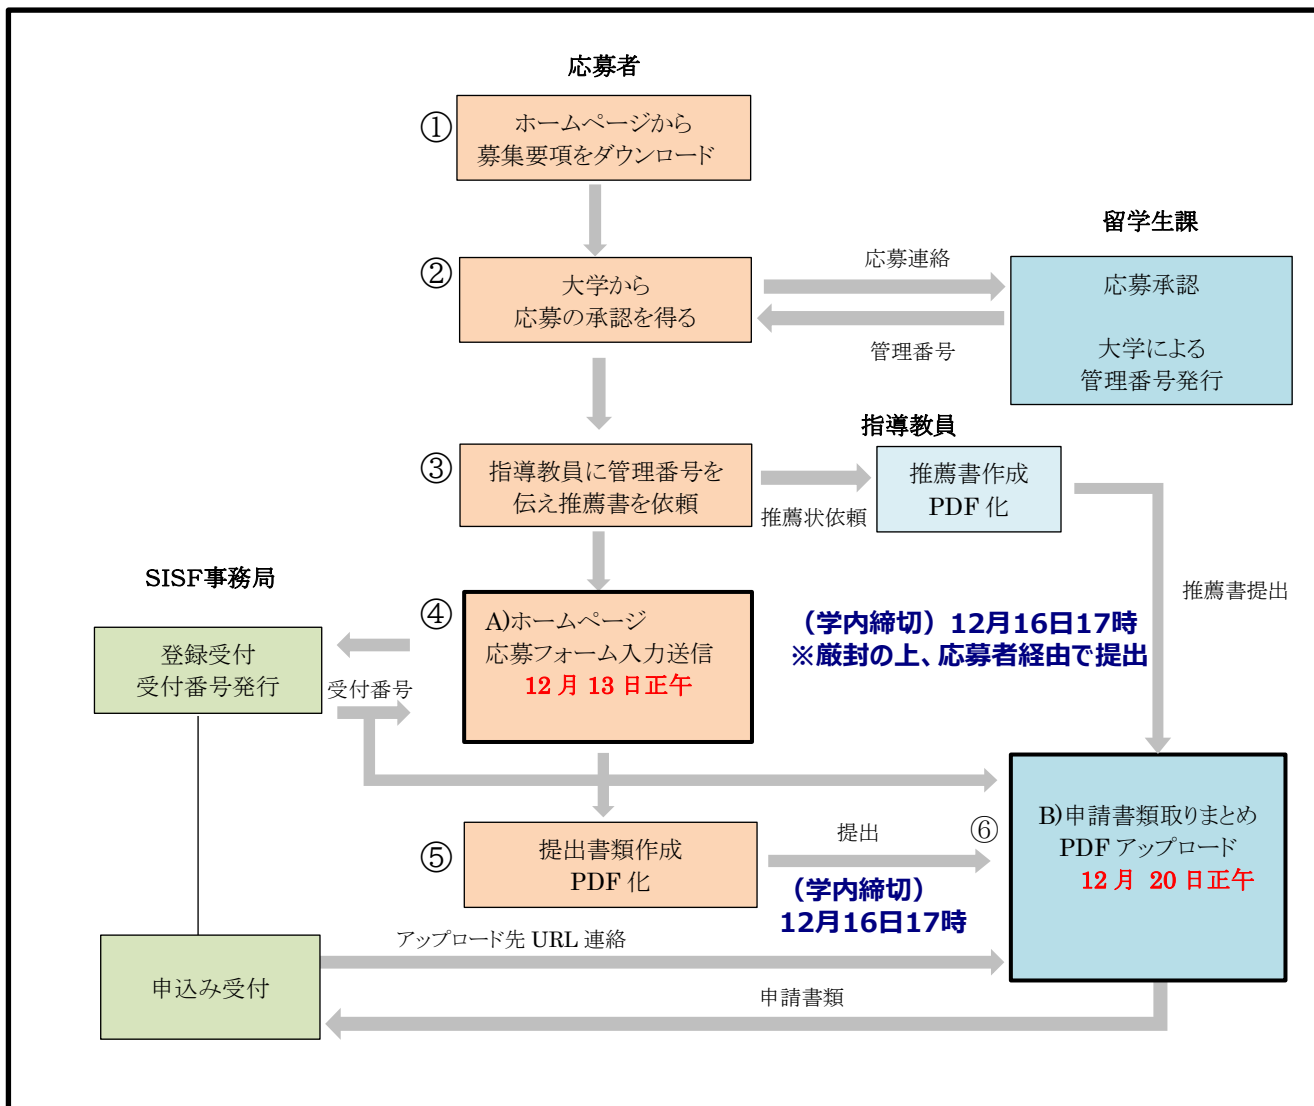 応募者
①
ホームページから
募集要項をダウンロード
留学生課
②
大学から
応募の承認を得る
応募連絡
管理番号
応募承認
大学による
管理番号発行
指導教員
③
指導教員に管理番号を
伝え推薦書を依頼
推薦状依頼
推薦書作成
PDF 化
推薦書提出
SISF事務局
登録受付
受付番号発行
受付番号
④
A)ホームページ
応募フォーム入力送信
12 月 13 日正午
（学内締切）12月16日17時
※厳封の上、応募者経由で提出
⑤
提出書類作成
PDF 化
提出
（学内締切）
12月16日17時
⑥
B)申請書類取りまとめ
PDF アップロード
12 月 20 日正午
アップロード先 URL 連絡
申込み受付
申請書類